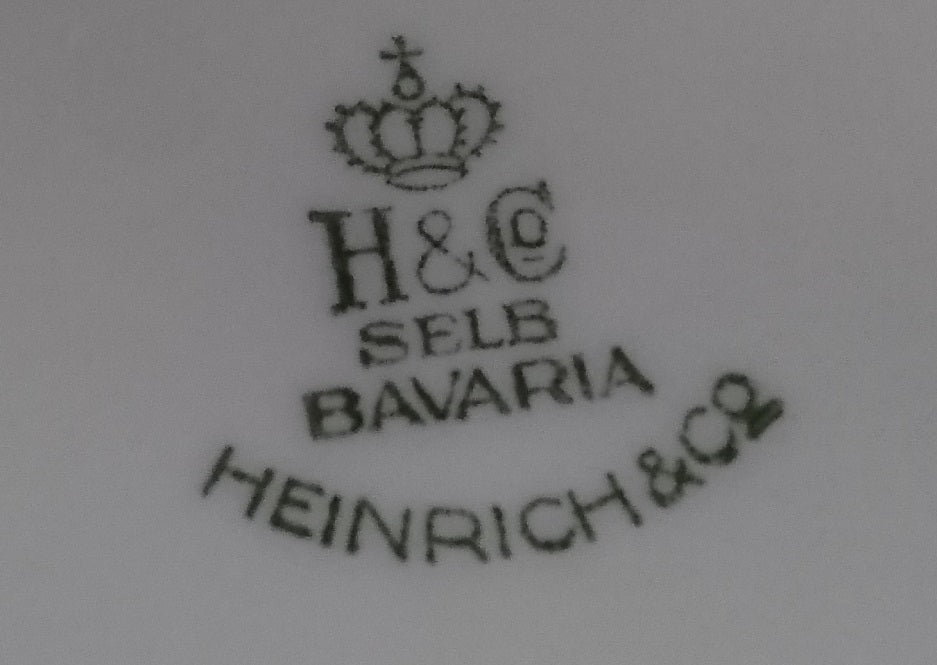 H & Co
SELB
BAVARIA
HEINRICH & Co